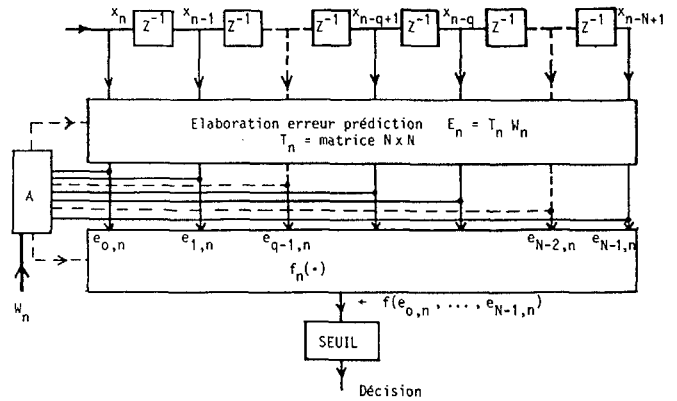 x_n Z^-1 x_n-1 Z^-1 Z^-1 x_n-q+1 Z^-1 x_n-q Z^-1 Z^-1 x_n-N+1
Elaboration erreur prédiction E_n = T_n W_n
T_n = matrice N x N
A
e_o,n e_1,n e_q-1,n e_N-2,n e_N-1,n
f_n(•)
W_n
← f(e_o,n , ... , e_N-1,n)
SEUIL
Décision